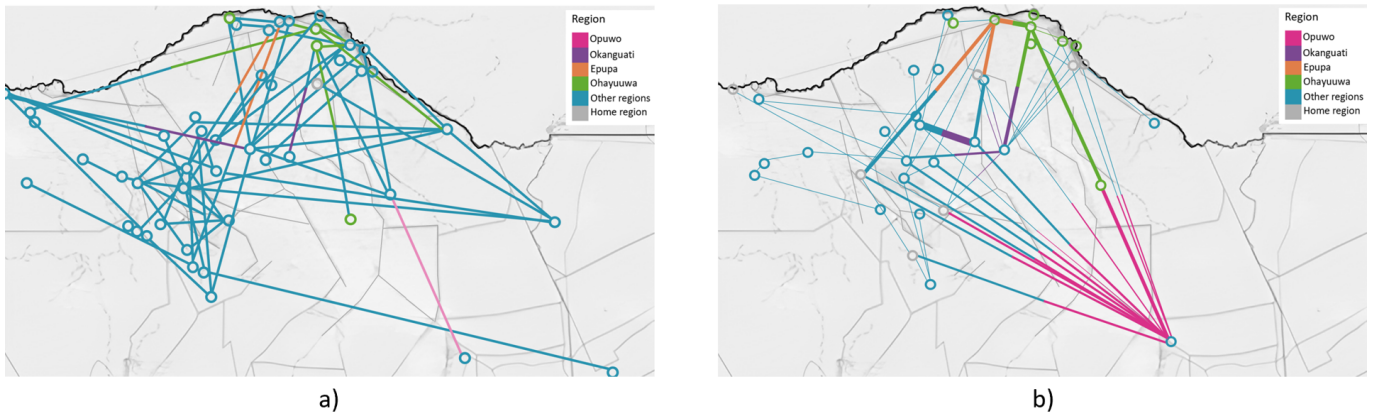 Region
Opuwo
Okanguati
Epupa
Ohayuuwa
Other regions
Home region
Region
Opuwo
Okanguati
Epupa
Ohayuuwa
Other regions
Home region
a)
b)